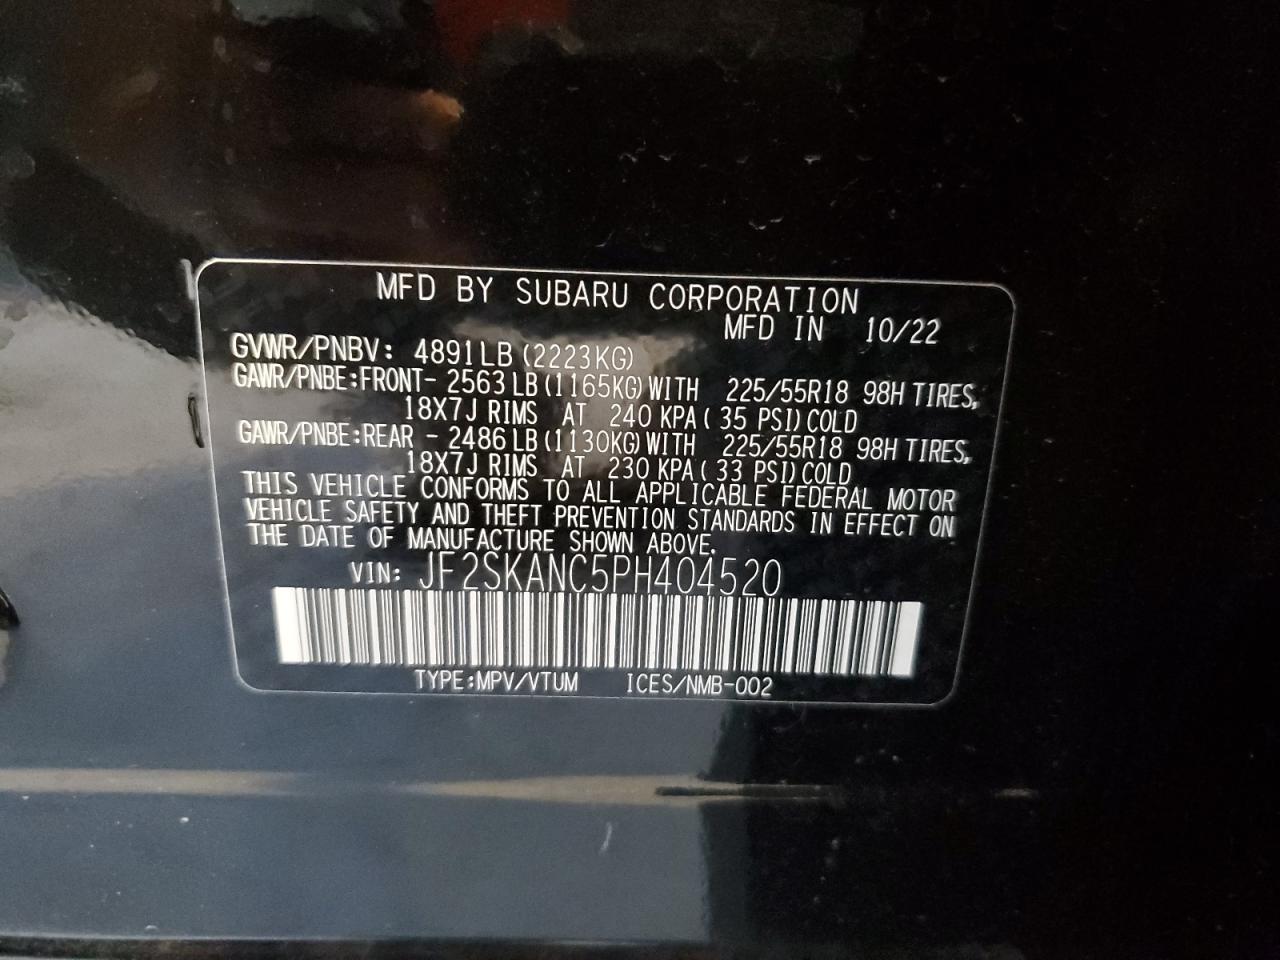 MFD BY SUBARU CORPORATION
MFD IN 10/22
GVWR/PNBV: 4891LB (2223KG)
GAWR/PNBE:FRONT- 2563 LB (1165KG) WITH 225/55R18 98H TIRES,
18X7J RIMS AT 240 KPA ( 35 PSI) COLD
GAWR/PNBE:REAR - 2486 LB (1130KG) WITH 225/55R18 98H TIRES,
18X7J RIMS AT 230 KPA ( 33 PSI) COLD
THIS VEHICLE CONFORMS TO ALL APPLICABLE FEDERAL MOTOR
VEHICLE SAFETY AND THEFT PREVENTION STANDARDS IN EFFECT ON
THE DATE OF MANUFACTURE SHOWN ABOVE.
VIN: JF2SKANC5PH404520
TYPE:MPV/VTUM ICES/NMB-002